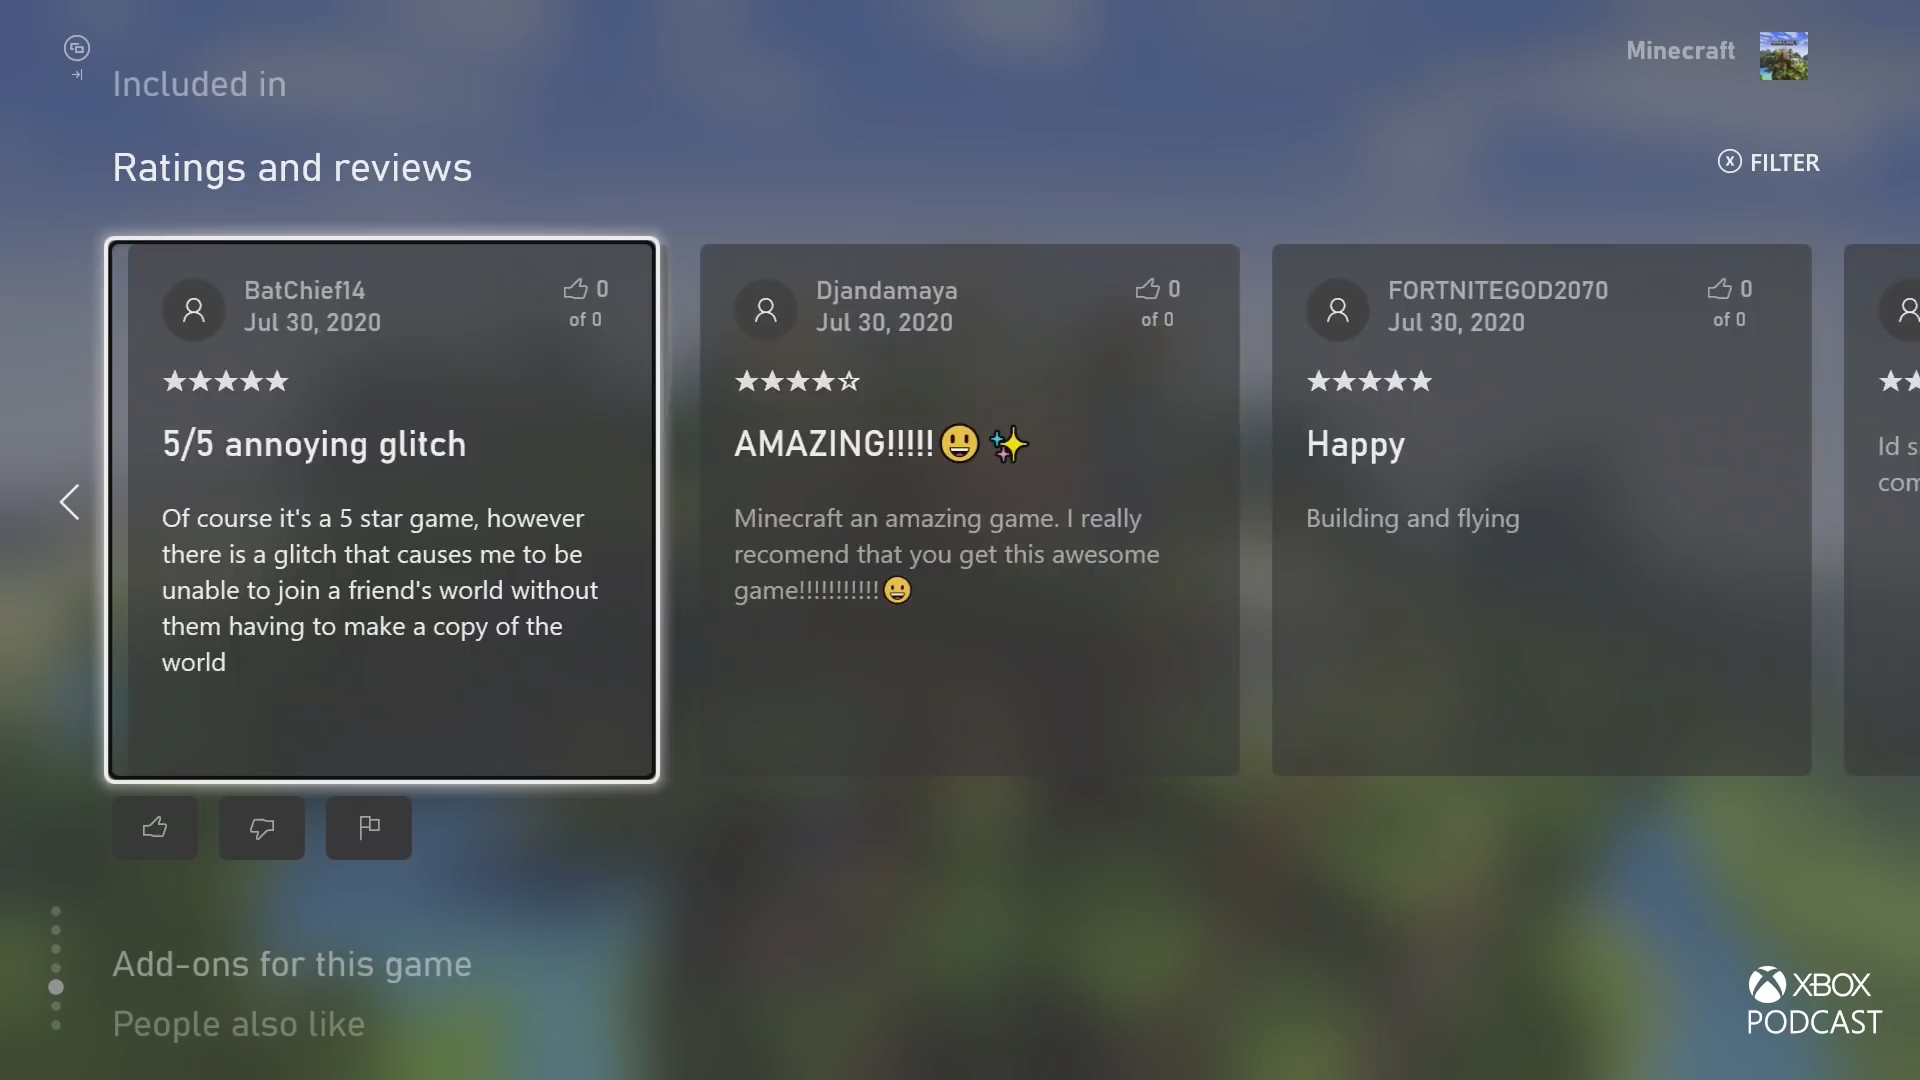 Included in
Minecraft
Ratings and reviews
FILTER
BatChief14
Jul 30, 2020
0
of 0
5/5 annoying glitch
Of course it's a 5 star game, however
there is a glitch that causes me to be
unable to join a friend's world without
them having to make a copy of the
world
Djandamaya
Jul 30, 2020
0
of 0
AMAZING!!!!!😃 ✨
Minecraft an amazing game. I really
recomend that you get this awesome
game!!!!!!!!!!!😃
FORTNITEGOD2070
Jul 30, 2020
0
of 0
Happy
Building and flying
Id s
com
Add-ons for this game
People also like
XBOX
PODCAST